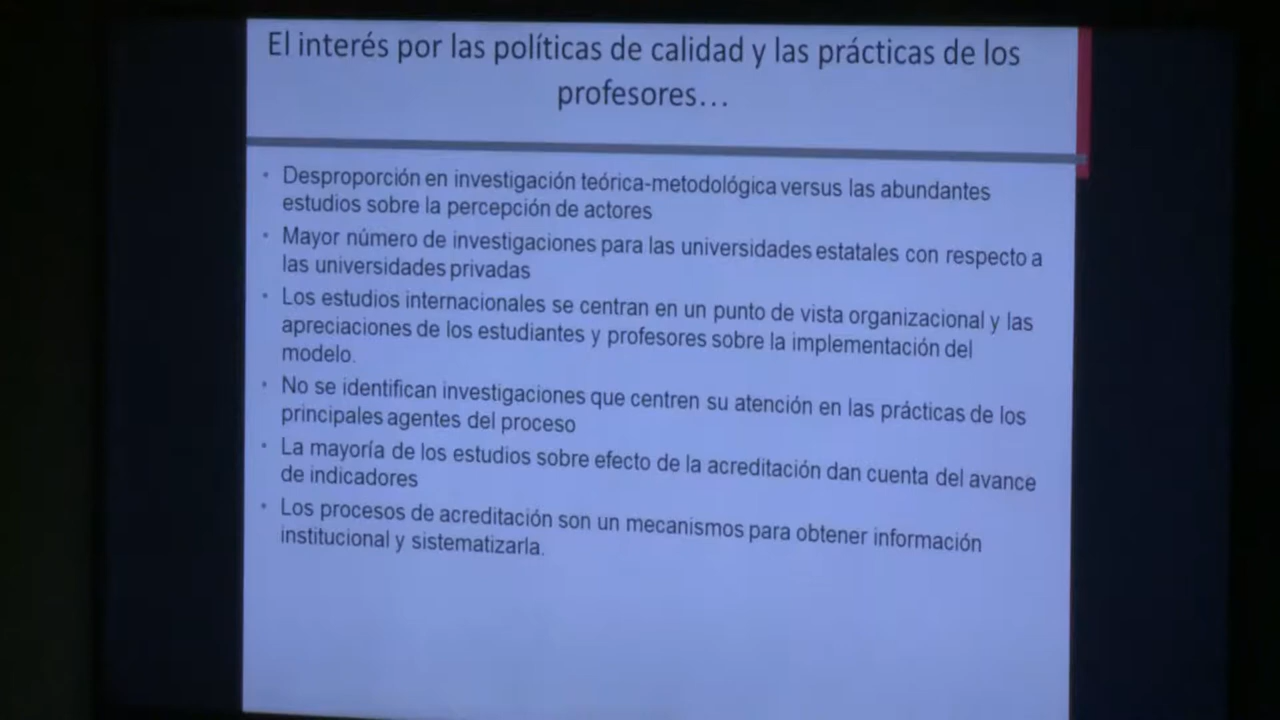 El interés por las políticas de calidad y las prácticas de los
profesores...
• Desproporción en investigación teórica-metodológica versus las abundantes
estudios sobre la percepción de actores
• Mayor número de investigaciones para las universidades estatales con respecto a
las universidades privadas
• Los estudios internacionales se centran en un punto de vista organizacional y las
apreciaciones de los estudiantes y profesores sobre la implementación del
modelo.
• No se identifican investigaciones que centren su atención en las prácticas de los
principales agentes del proceso
• La mayoría de los estudios sobre efecto de la acreditación dan cuenta del avance
de indicadores
• Los procesos de acreditación son un mecanismos para obtener información
institucional y sistematizarla.